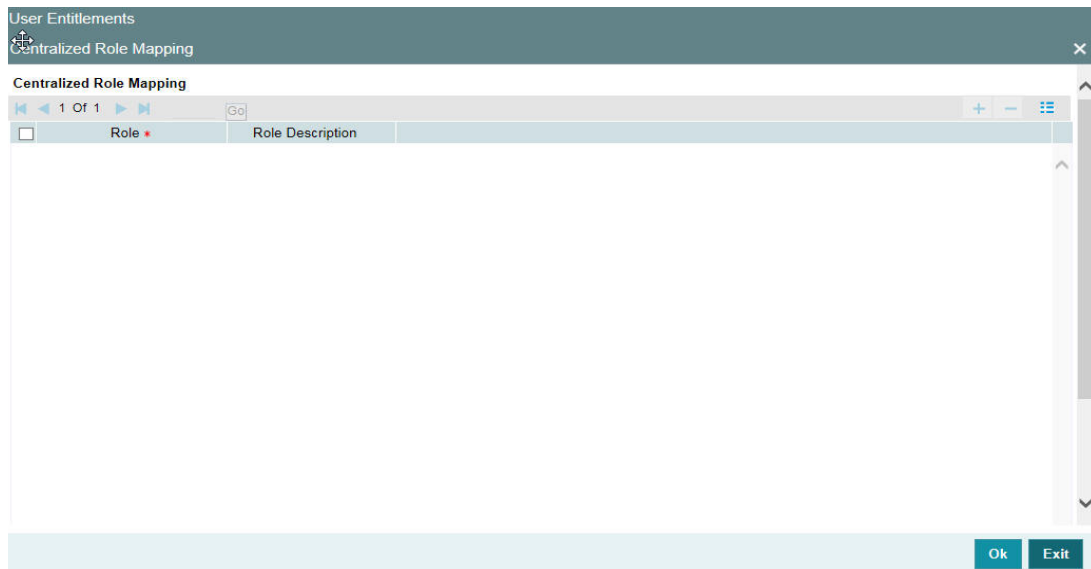 User Entitlements
Centralized Role Mapping
Centralized Role Mapping
1 Of 1 Go
Role * Role Description
Ok Exit